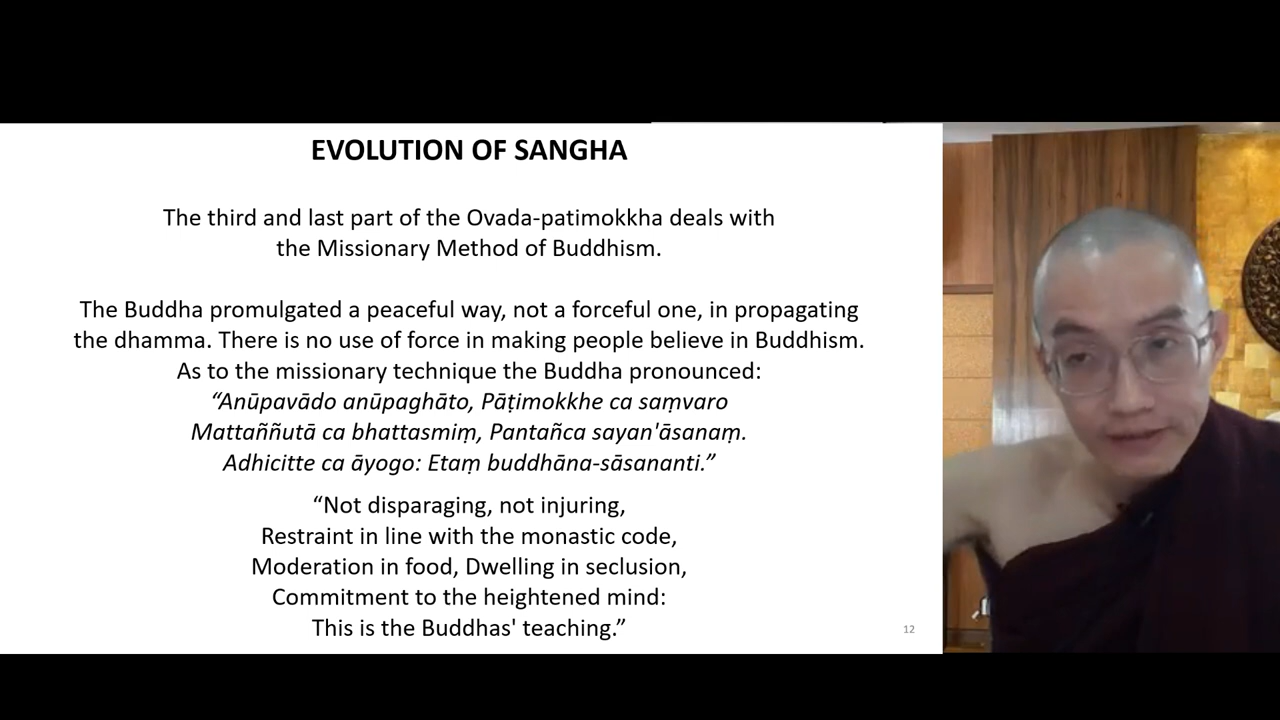 EVOLUTION OF SANGHA
The third and last part of the Ovada-patimokkha deals with
the Missionary Method of Buddhism.
The Buddha promulgated a peaceful way, not a forceful one, in propagating
the dhamma. There is no use of force in making people believe in Buddhism.
As to the missionary technique the Buddha pronounced:
“Anūpavādo anūpaghāto, Pāṭimokkhe ca saṃvaro
Mattaññutā ca bhattasmiṃ, Pantañca sayan'āsanaṃ.
Adhicitte ca āyogo: Etaṃ buddhāna-sāsananti.”
“Not disparaging, not injuring,
Restraint in line with the monastic code,
Moderation in food, Dwelling in seclusion,
Commitment to the heightened mind:
This is the Buddhas' teaching.”
12